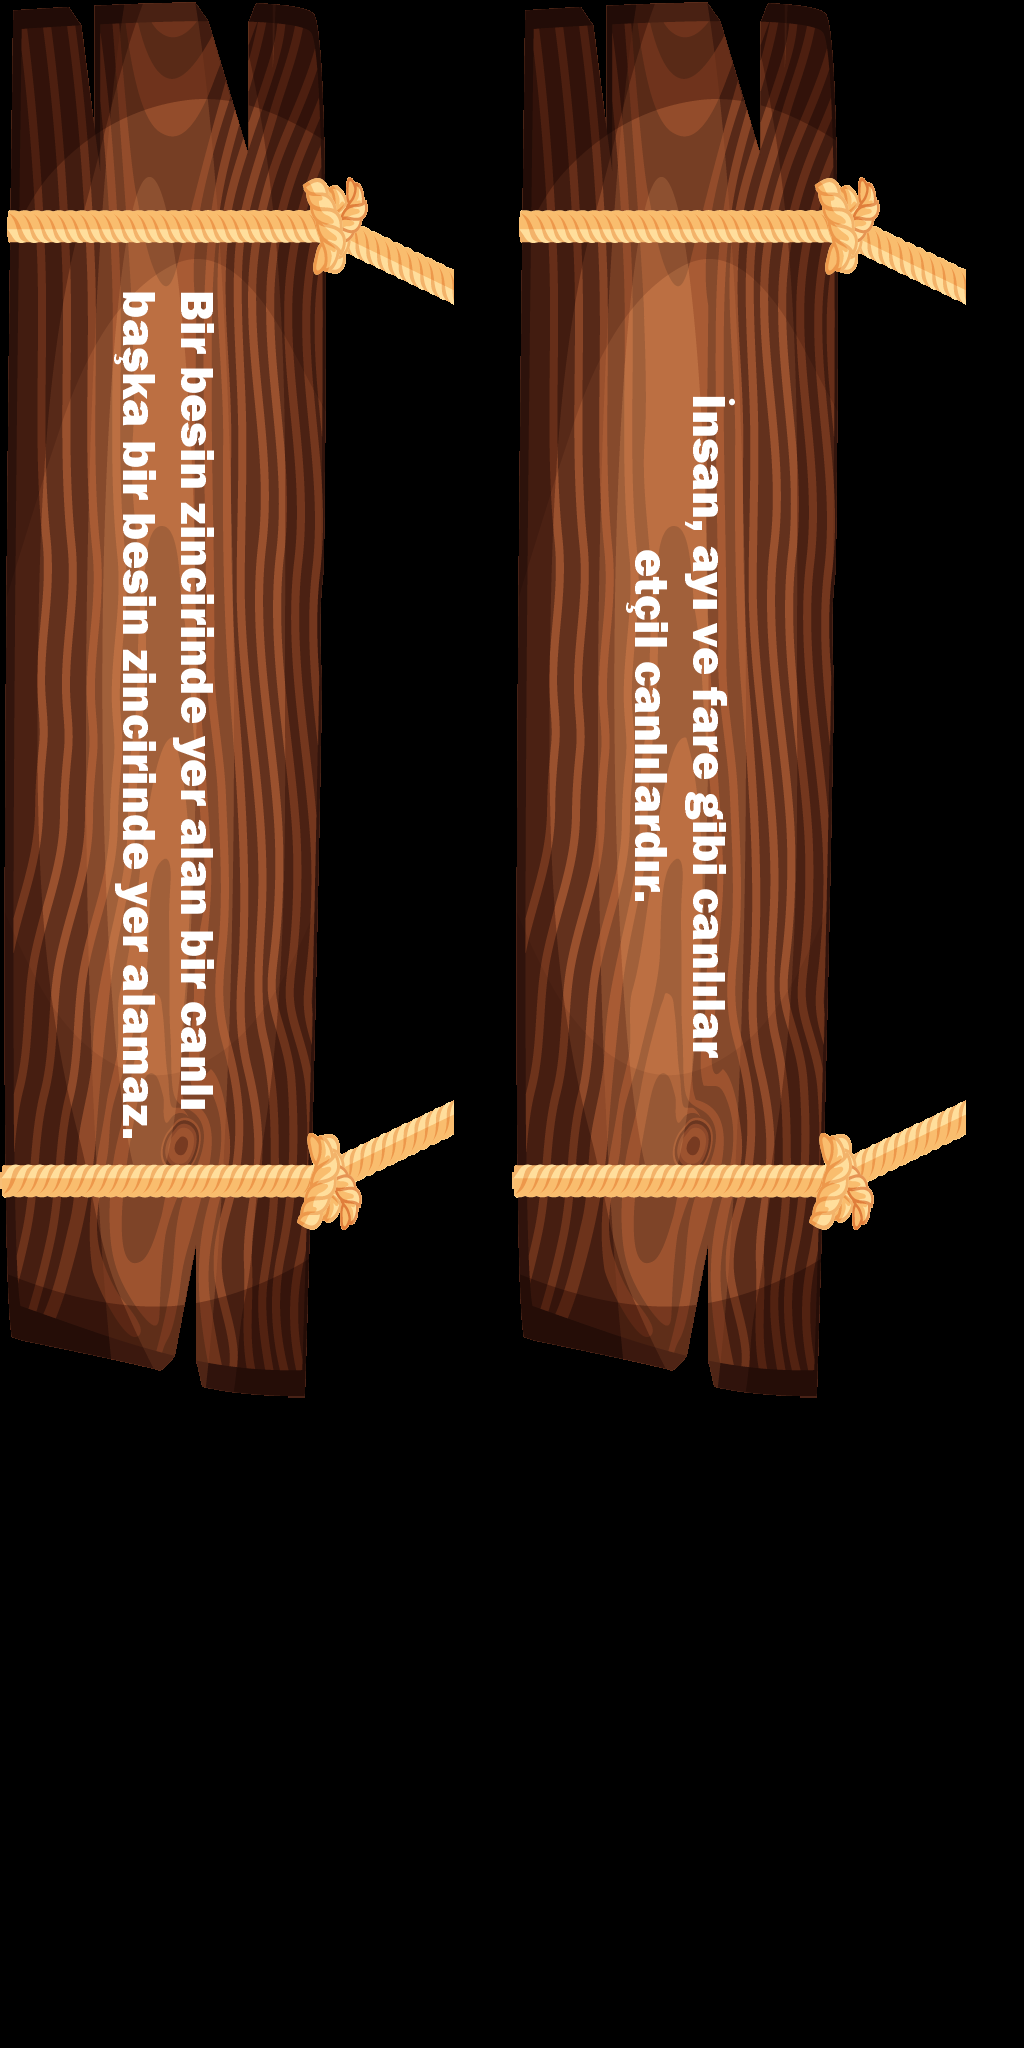 Bir besin zincirinde yer alan bir canlı
başka bir besin zincirinde yer alamaz.
İnsan, ayı ve fare gibi canlılar
etçil canlılardır.